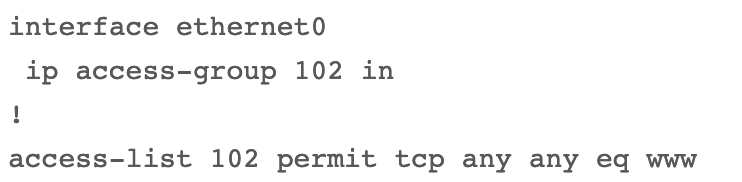 interface ethernet0
 ip access-group 102 in
!
access-list 102 permit tcp any any eq www